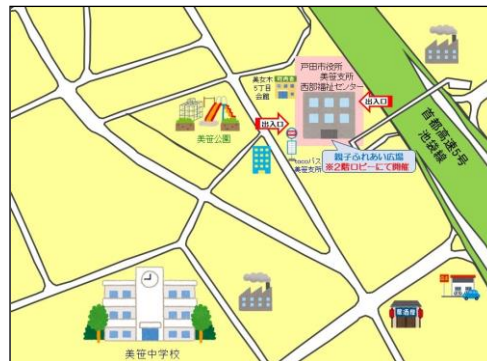 戸田市役所
美笹支所
西部福祉センター
美女木
5丁目
会館
出入口
出入口
美笹公園
tocoバス
美笹支所
親子ふれあい広場
※2階ロビーにて開催
首都高速5号
池袋線
居酒屋
美笹中学校